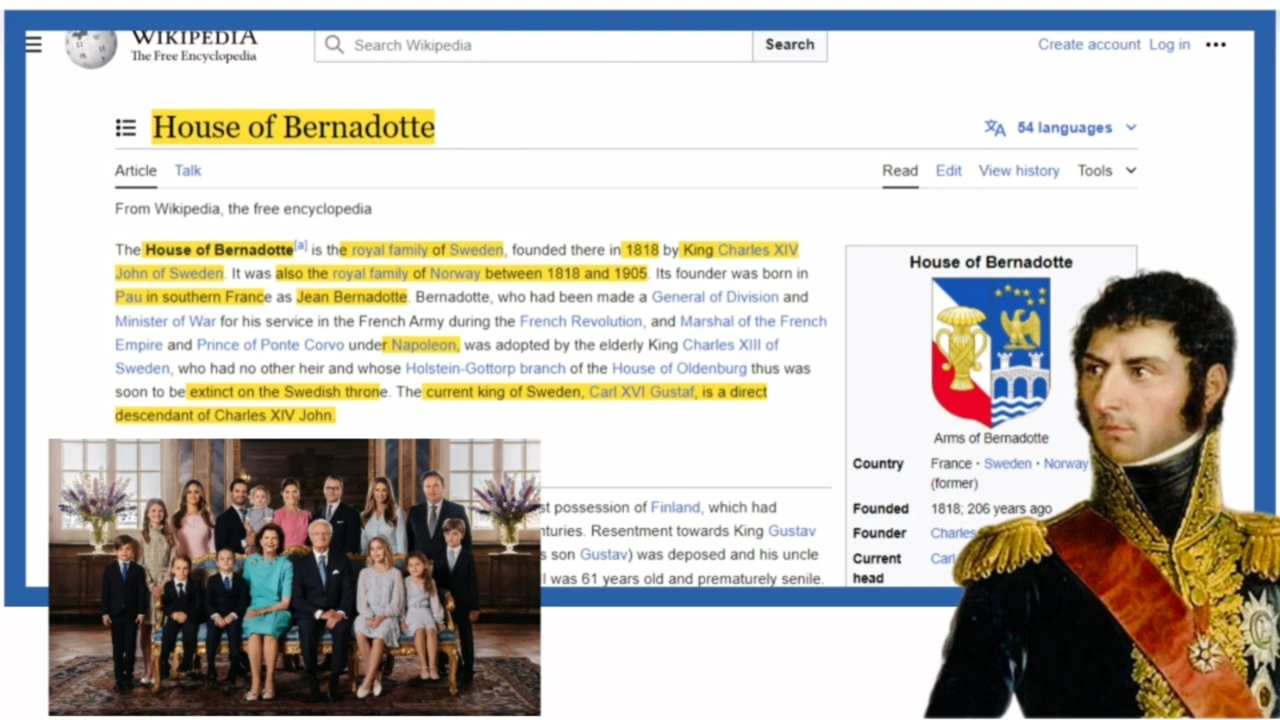 WIKIPEDIA
The Free Encyclopedia
Search Wikipedia
Search
Create account Log in
House of Bernadotte
54 languages
Article Talk
Read Edit View history Tools
From Wikipedia, the free encyclopedia
The House of Bernadotte[a] is the royal family of Sweden, founded there in 1818 by King Charles XIV
John of Sweden. It was also the royal family of Norway between 1818 and 1905. Its founder was born in
Pau in southern France as Jean Bernadotte. Bernadotte, who had been made a General of Division and
Minister of War for his service in the French Army during the French Revolution, and Marshal of the French
Empire and Prince of Ponte Corvo under Napoleon, was adopted by the elderly King Charles XIII of
Sweden, who had no other heir and whose Holstein-Gottorp branch of the House of Oldenburg thus was
soon to be extinct on the Swedish throne. The current king of Sweden, Carl XVI Gustaf, is a direct
descendant of Charles XIV John.
st possession of Finland, which had
nturies. Resentment towards King Gustav
s son Gustav) was deposed and his uncle
I was 61 years old and prematurely senile.
House of Bernadotte
Arms of Bernadotte
Country France · Sweden · Norway
(former)
Founded 1818; 206 years ago
Founder Charles
Current Carl
head